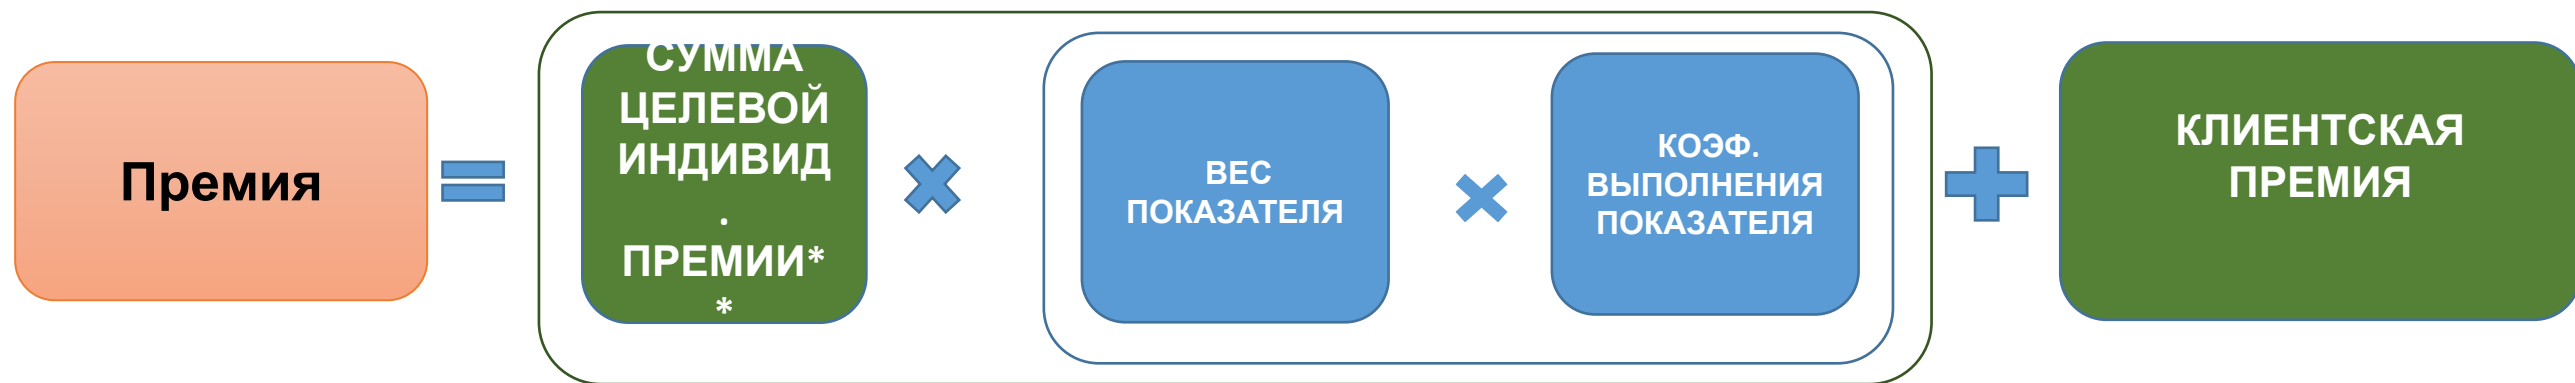 Премия
СУММА
ЦЕЛЕВОЙ
ИНДИВИД
.
ПРЕМИИ*
*
ВЕС
ПОКАЗАТЕЛЯ
КОЭФ.
ВЫПОЛНЕНИЯ
ПОКАЗАТЕЛЯ
КЛИЕНТСКАЯ
ПРЕМИЯ